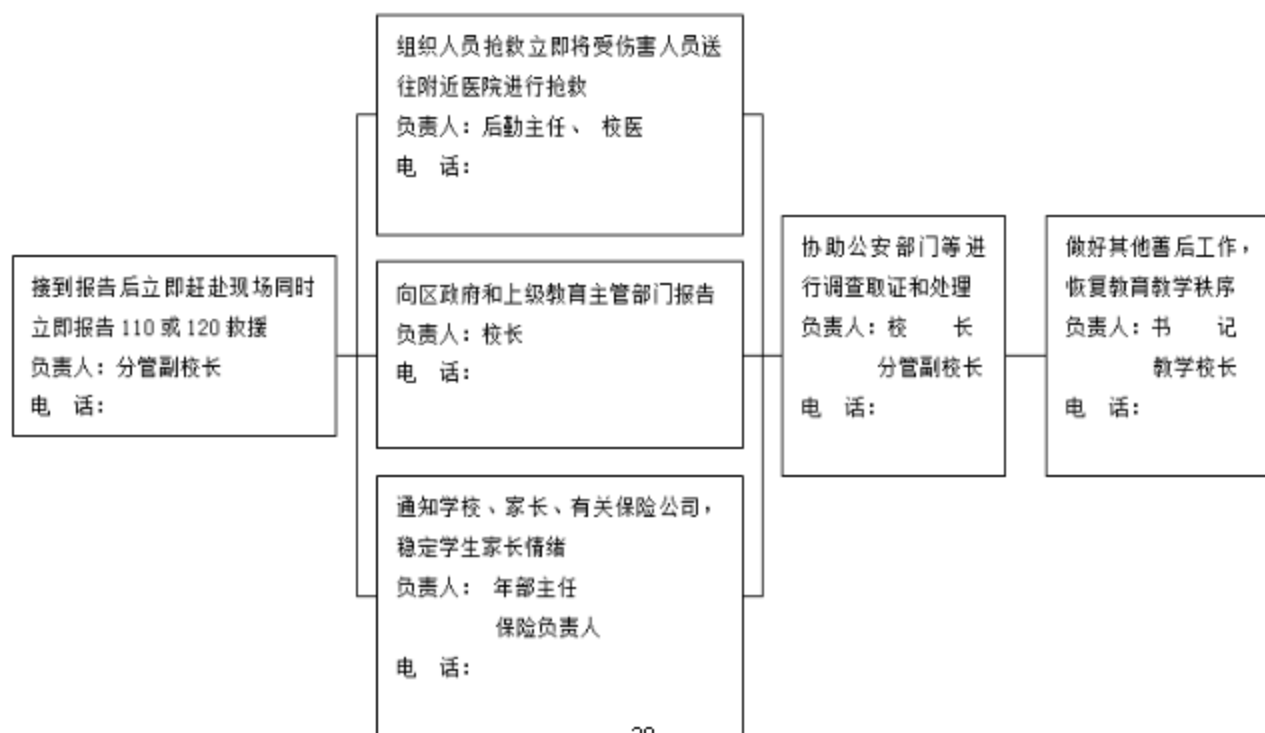 接到报告后立即赶赴现场同时
立即报告110或120救援
负责人：分管副校长
电　话：
组织人员抢救立即将受伤害人员送
往附近医院进行抢救
负责人：后勤主任、 校医
电　话：
向区政府和上级教育主管部门报告
负责人：校长
电　话：
通知学校、家长、有关保险公司，
稳定学生家长情绪
负责人： 年部主任
保险负责人
电　话：
协助公安部门等进
行调查取证和处理
负责人：校　　长
分管副校长
电　话：
做好其他善后工作，
恢复教育教学秩序
负责人：书　　记
教学校长
电　话：